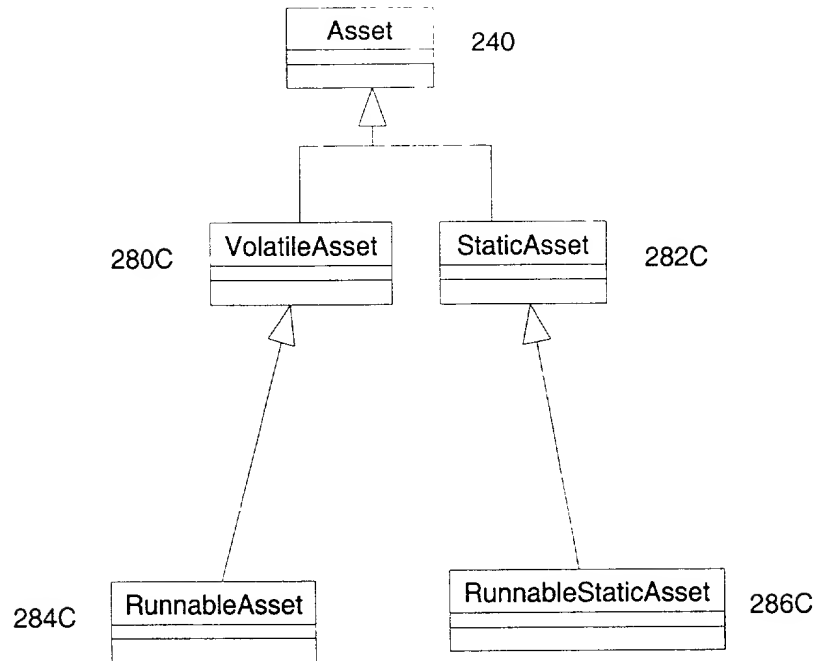 Asset
240
VolatileAsset
StaticAsset
280C
282C
RunnableAsset
RunnableStaticAsset
284C
286C